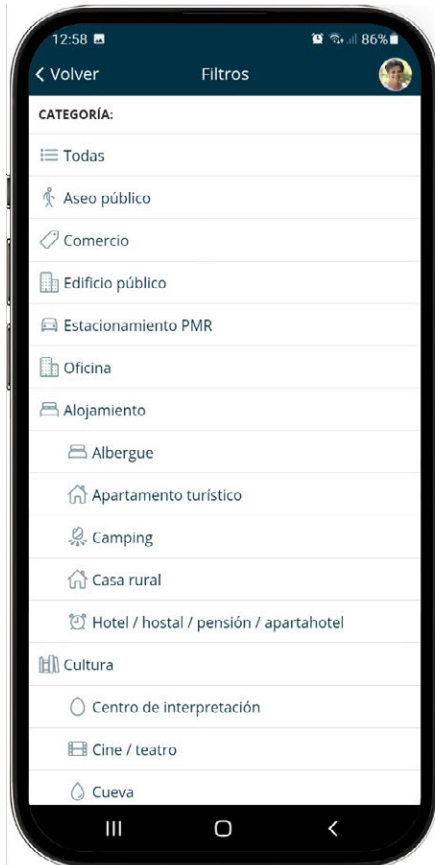 12:58 86%
Volver Filtros
CATEGORÍA:
Todas
Aseo público
Comercio
Edificio público
Estacionamiento PMR
Oficina
Alojamiento
Albergue
Apartamento turístico
Camping
Casa rural
Hotel / hostal / pensión / apartahotel
Cultura
Centro de interpretación
Cine / teatro
Cueva